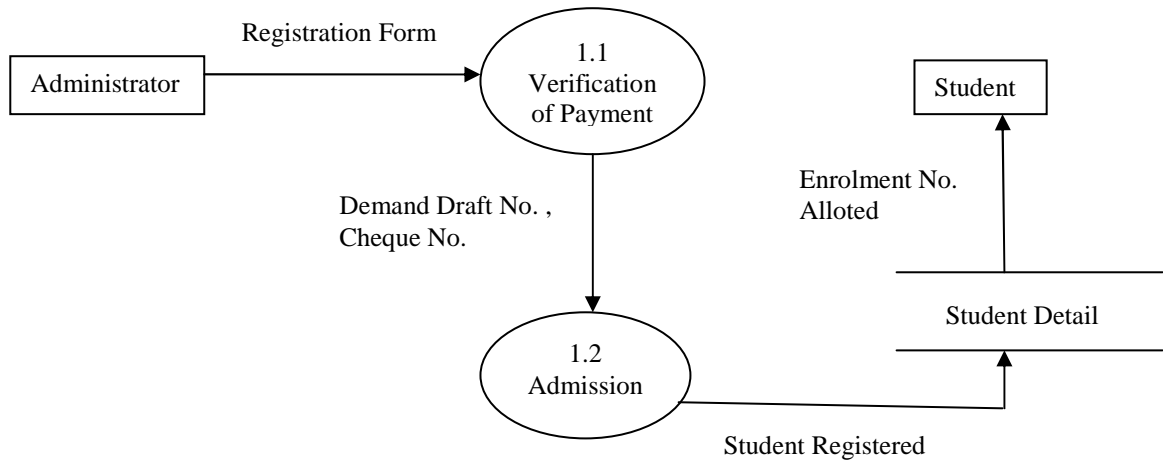 Registration Form
Administrator
1.1
Verification
of Payment
Student
Demand Draft No. ,
Cheque No.
Enrolment No.
Alloted
Student Detail
1.2
Admission
Student Registered